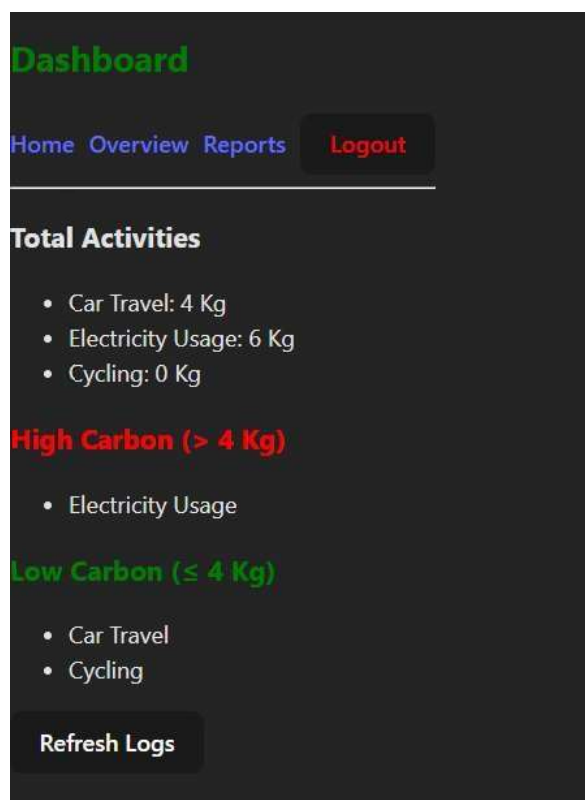 Dashboard
Home Overview Reports Logout
Total Activities
• Car Travel: 4 Kg
• Electricity Usage: 6 Kg
• Cycling: 0 Kg
High Carbon (> 4 Kg)
• Electricity Usage
Low Carbon (≤ 4 Kg)
• Car Travel
• Cycling
Refresh Logs